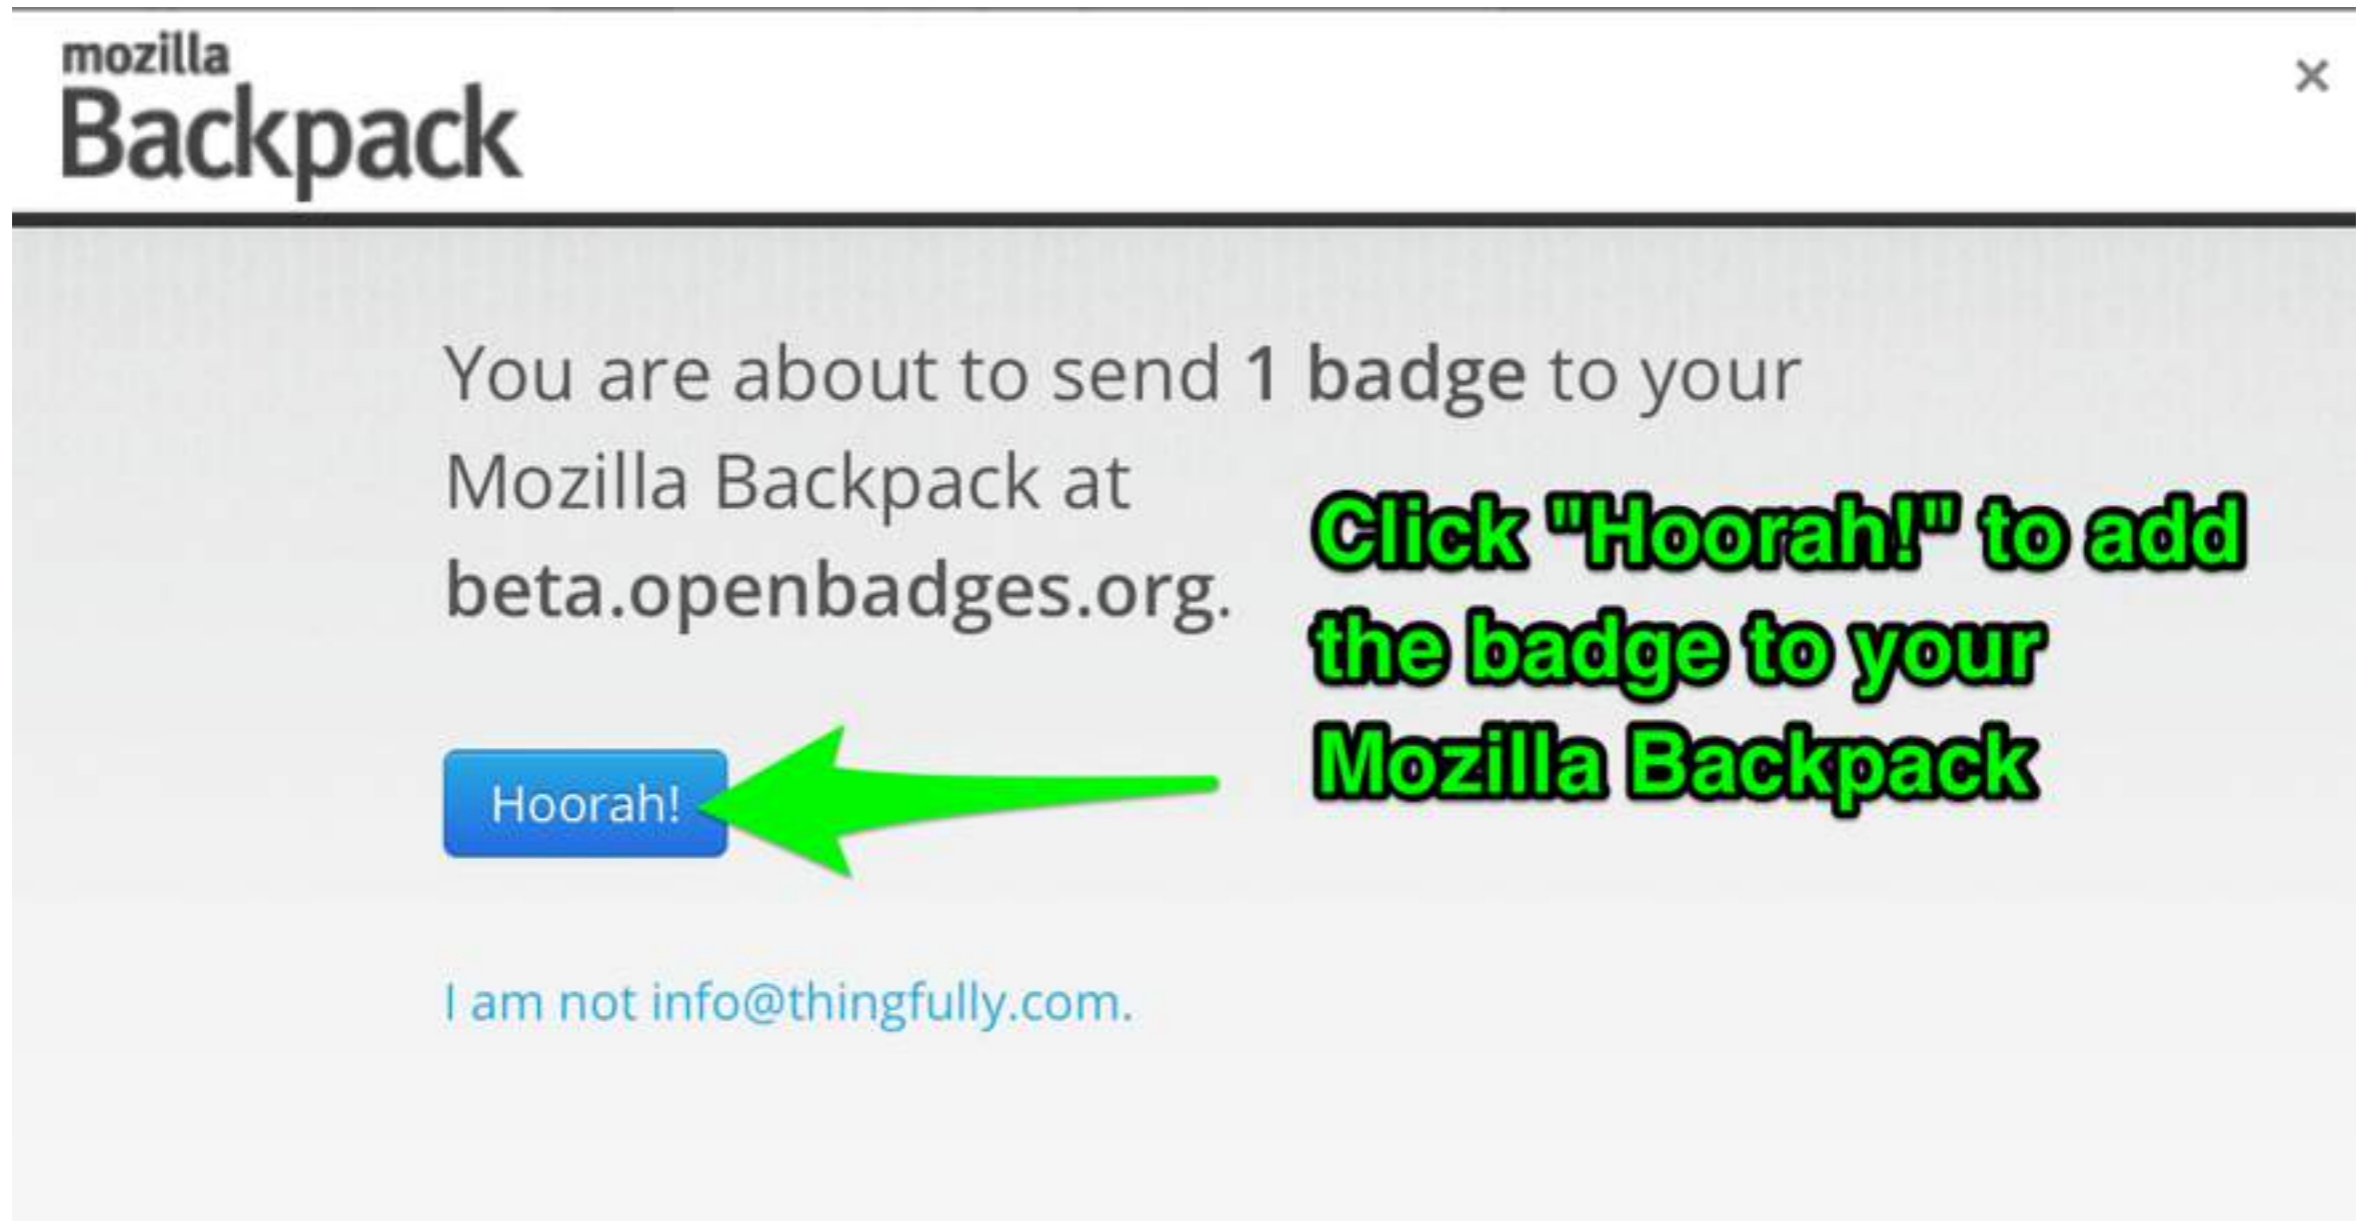 mozilla
Backpack
×
You are about to send 1 badge to your
Mozilla Backpack at
beta.openbadges.org.
Click "Hoorah!" to add
the badge to your
Mozilla Backpack
Hoorah!
I am not info@thingfully.com.